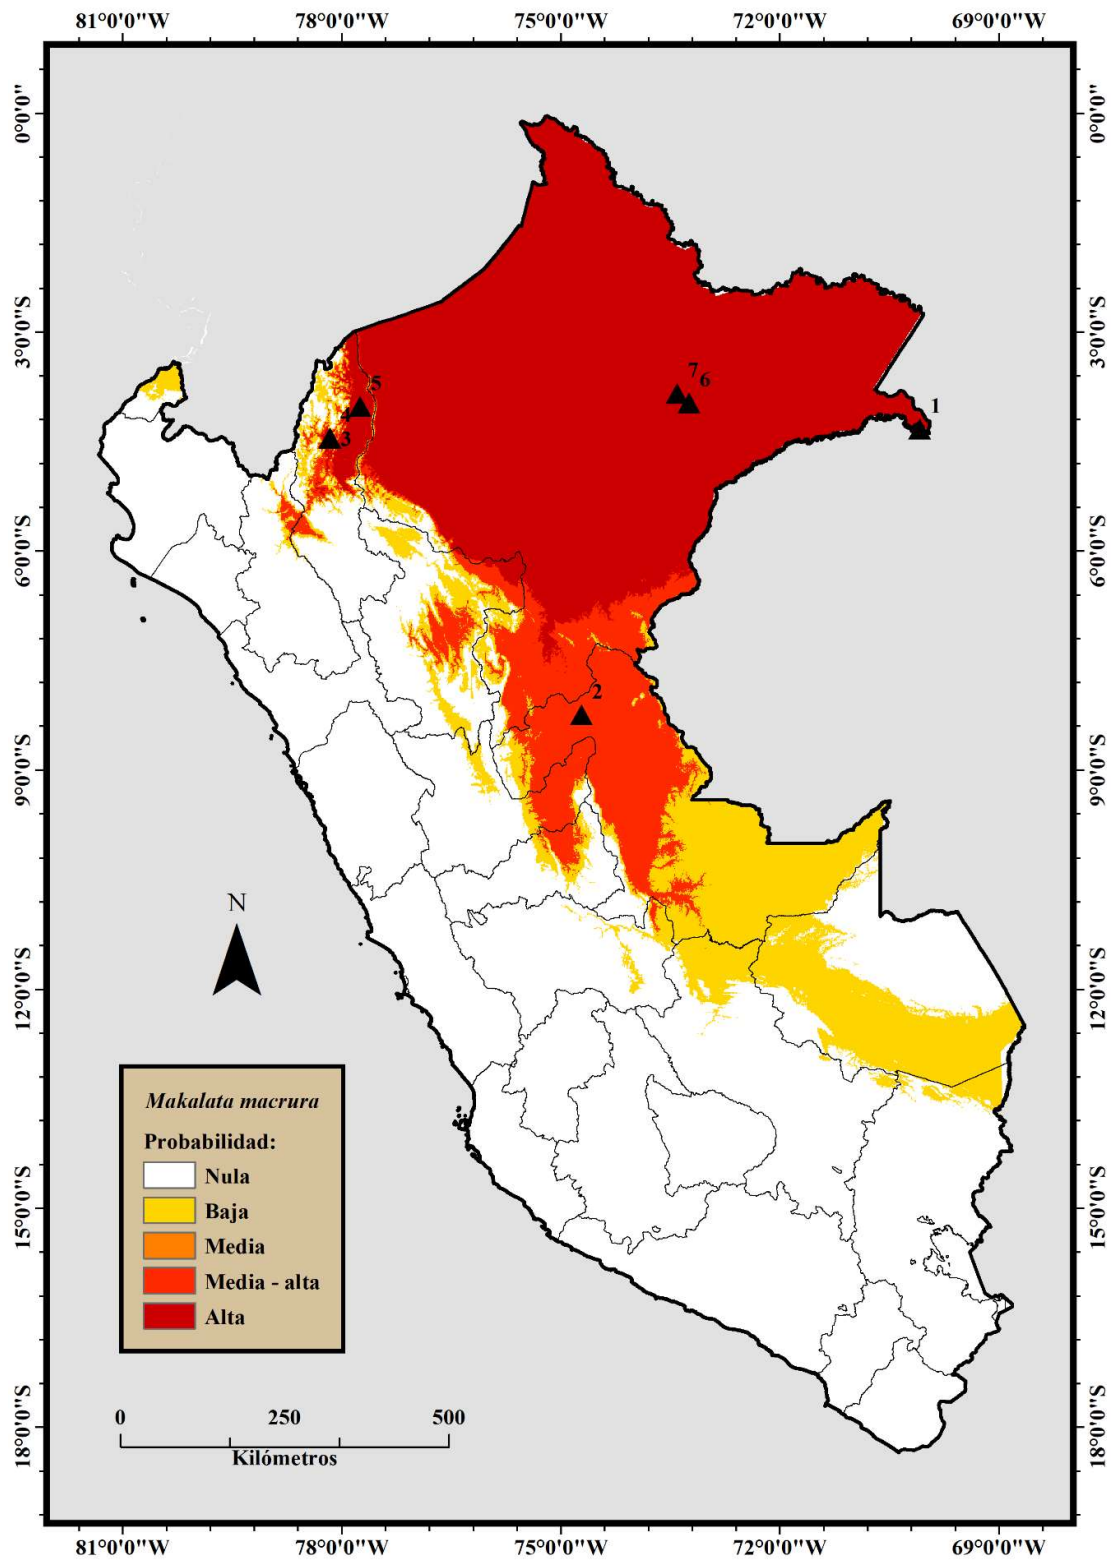 81°0'0"W 78°0'0"W 75°0'0"W 72°0'0"W 69°0'0"W
0°0'0" 0°0'0"
3°0'0"S 3°0'0"S
7 6
5
1
4
3
6°0'0"S 6°0'0"S
2
9°0'0"S 9°0'0"S
N
12°0'0"S 12°0'0"S
Makalata macrura
Probabilidad:
Nula
Baja
Media
Media - alta
Alta
15°0'0"S 15°0'0"S
0 250 500
Kilómetros
18°0'0"S 18°0'0"S
81°0'0"W 78°0'0"W 75°0'0"W 72°0'0"W 69°0'0"W